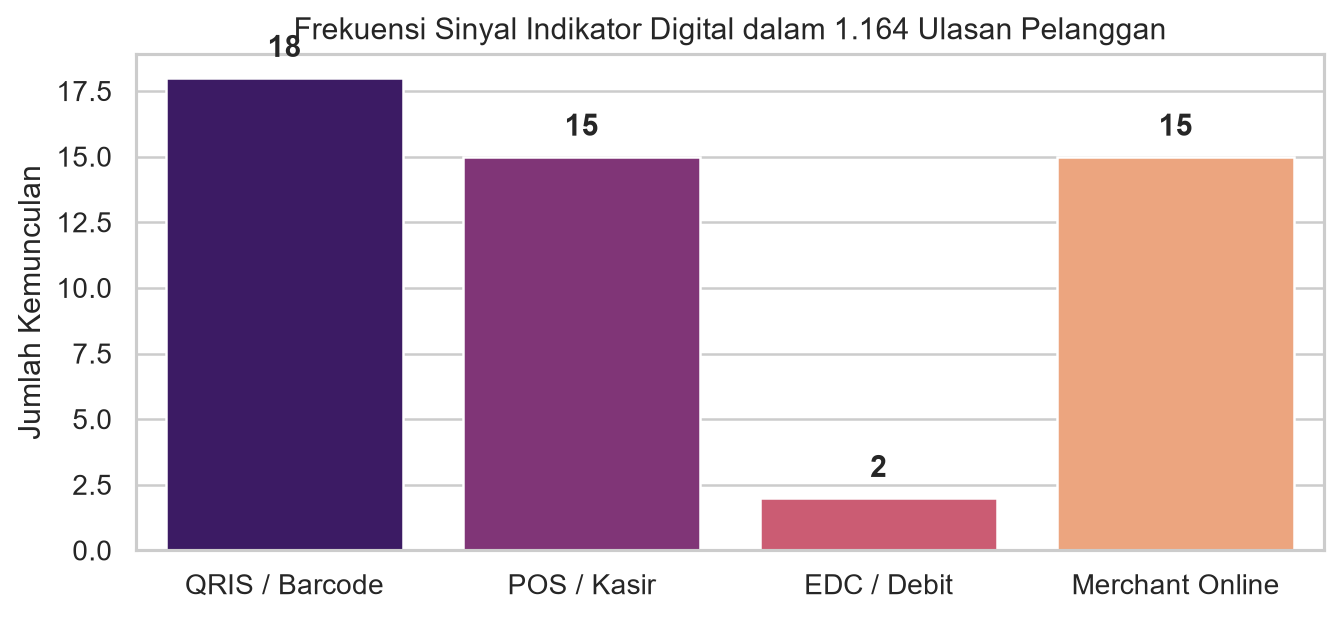 Frekuensi Sinyal Indikator Digital dalam 1.164 Ulasan Pelanggan
Jumlah Kemunculan
17.5
15.0
12.5
10.0
7.5
5.0
2.5
0.0
18
15
2
15
QRIS / Barcode
POS / Kasir
EDC / Debit
Merchant Online